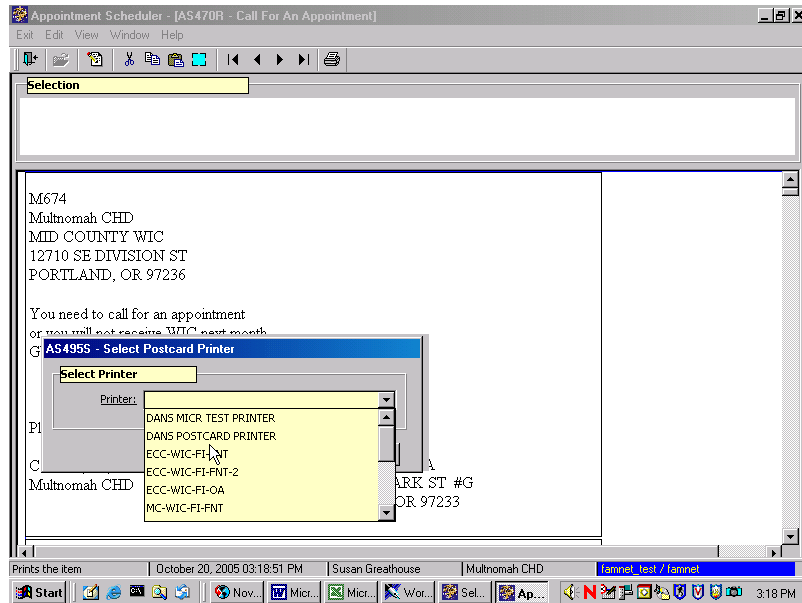 Appointment Scheduler - [AS470R - Call For An Appointment]
Exit Edit View Window Help
Selection
M674
Multnomah CHD
MID COUNTY WIC
12710 SE DIVISION ST
PORTLAND, OR 97236
You need to call for an appointment
or you will not receive WIC next month
G
AS495S - Select Postcard Printer
Select Printer
Printer:
DANS MICR TEST PRINTER
DANS POSTCARD PRINTER
ECC-WIC-FI-FNT
ECC-WIC-FI-FNT-2
ECC-WIC-FI-OA
MC-WIC-FI-FNT
Pl
C
A
Multnomah CHD
ARK ST #G
OR 97233
Prints the item
October 20, 2005 03:18:51 PM
Susan Greathouse
Multnomah CHD
famnet_test / famnet
Start
Nov...
Micr...
Micr...
Wor...
Sel...
Ap...
3:18 PM